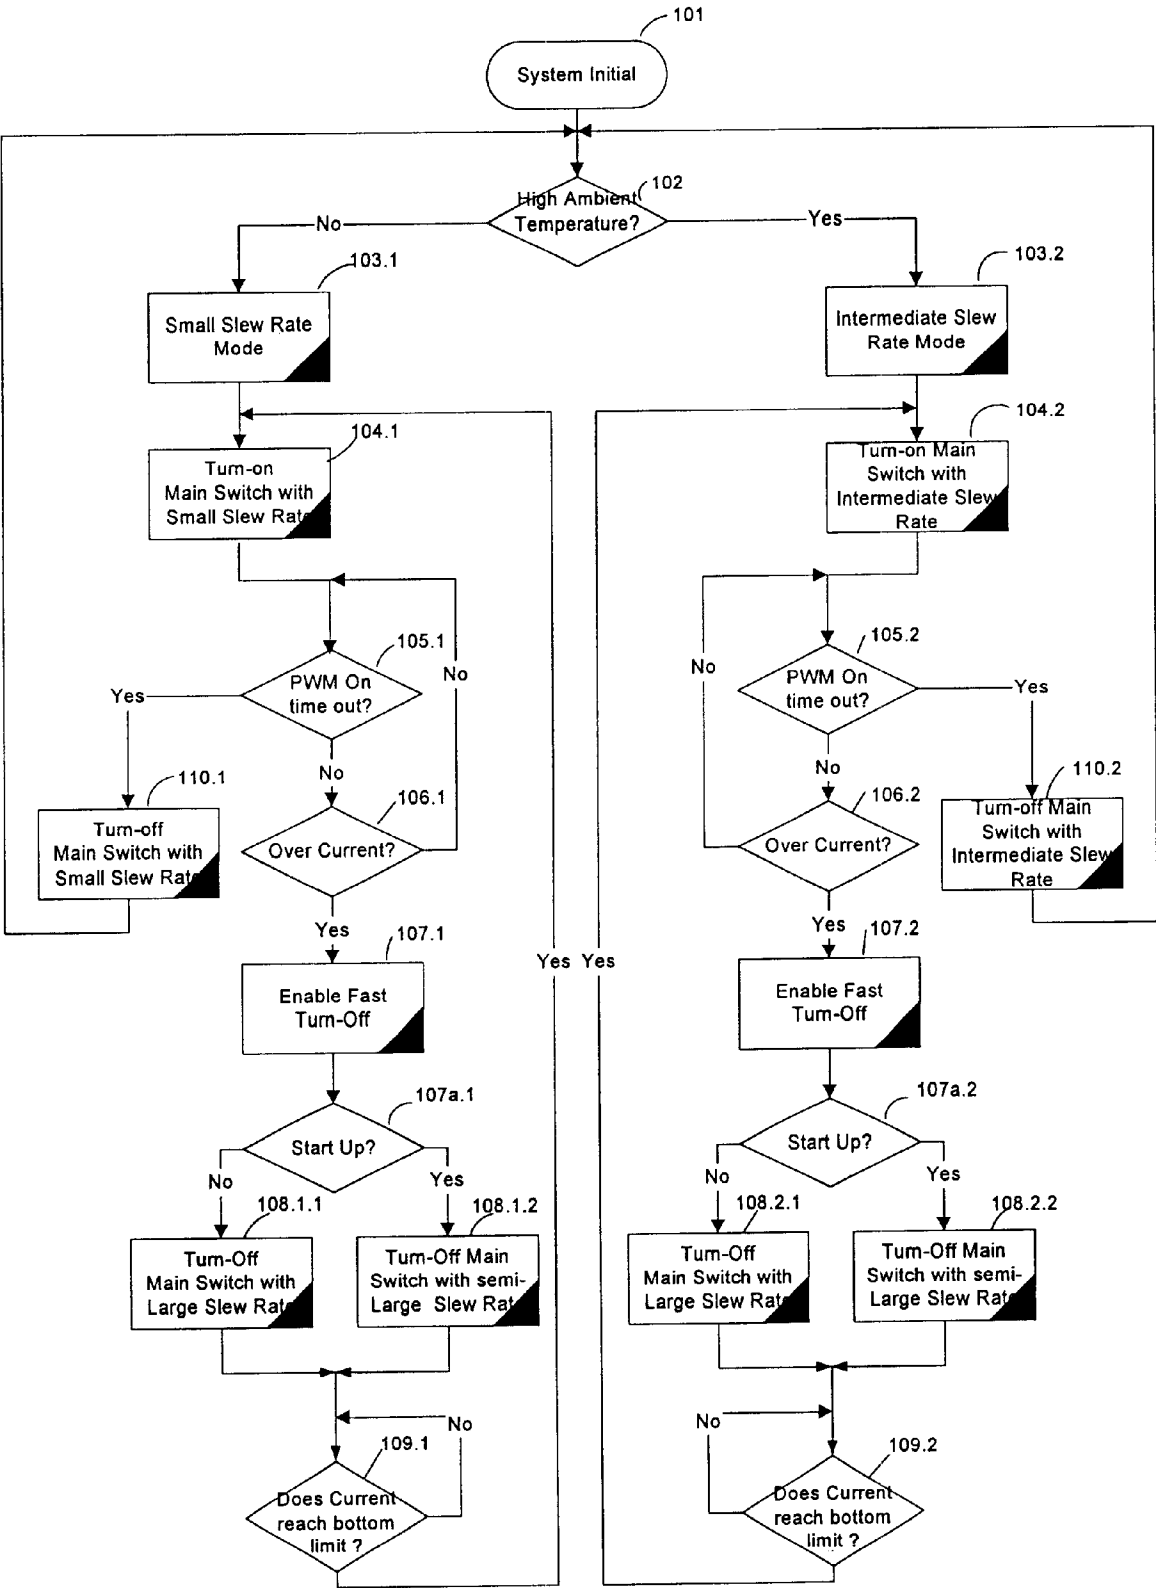 101
System Initial
102
High Ambient
Temperature?
No
Yes
103.1
Small Slew Rate
Mode
103.2
Intermediate Slew
Rate Mode
104.1
Turn-on
Main Switch with
Small Slew Rate
104.2
Turn-on Main
Switch with
Intermediate Slew
Rate
105.1
PWM On
time out?
Yes
No
No
105.2
PWM On
time out?
No
Yes
No
110.1
Turn-off
Main Switch with
Small Slew Rate
106.1
Over Current?
Yes
106.2
Over Current?
Yes
110.2
Turn-off Main
Switch with
Intermediate Slew
Rate
107.1
Enable Fast
Turn-Off
Yes
Yes
107.2
Enable Fast
Turn-Off
107a.1
Start Up?
No
Yes
107a.2
Start Up?
No
Yes
108.1.1
Turn-Off
Main Switch with
Large Slew Rate
108.1.2
Turn-Off Main
Switch with semi-
Large Slew Rate
108.2.1
Turn-Off
Main Switch with
Large Slew Rate
108.2.2
Turn-Off Main
Switch with semi-
Large Slew Rate
No
109.1
Does Current
reach bottom
limit ?
No
109.2
Does Current
reach bottom
limit ?